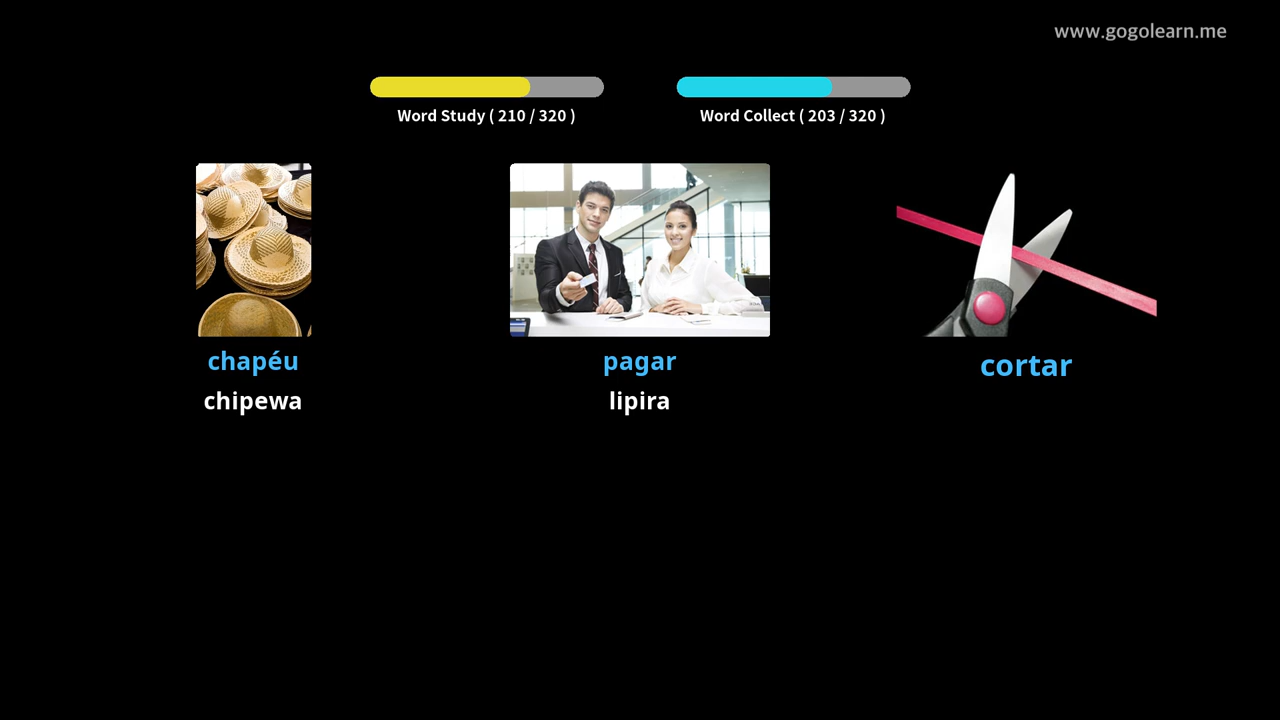 www.gogolearn.me
Word Study ( 210 / 320 )
Word Collect ( 203 / 320 )
chapéu
pagar
cortar
chipewa
lipira